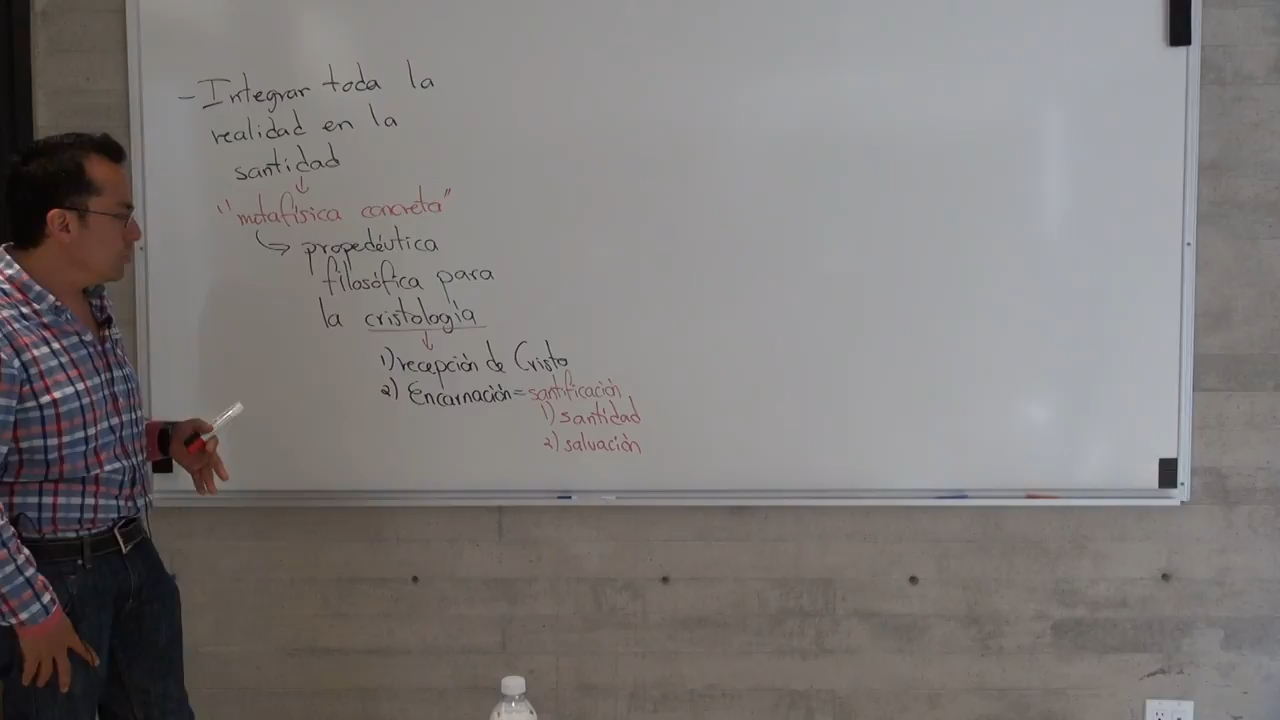 - Integrar toda la
realidad en la
santidad
"metafísica concreta"
propedéutica
filosófica para
la cristología
1) recepción de Cristo
2) Encarnación = santificación
1) santidad
2) salvación